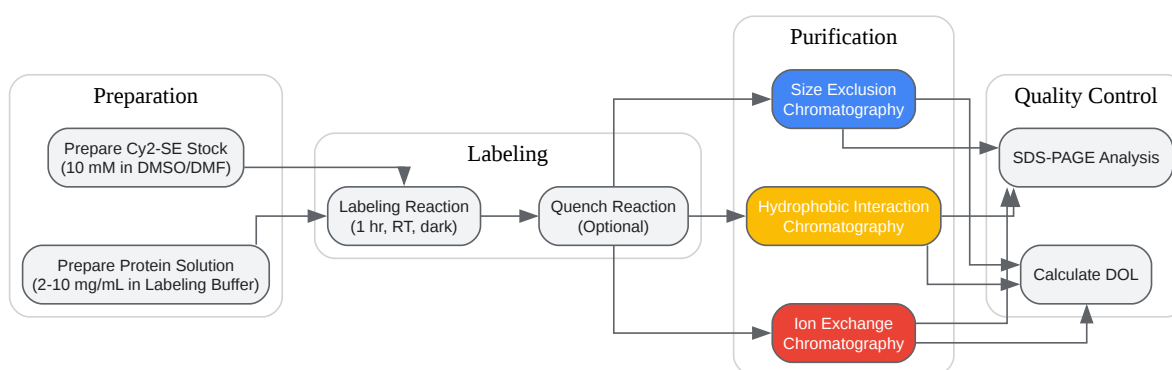 Preparation
Prepare Cy2-SE Stock
(10 mM in DMSO/DMF)
Prepare Protein Solution
(2-10 mg/mL in Labeling Buffer)
Labeling
Labeling Reaction
(1 hr, RT, dark)
Quench Reaction
(Optional)
Purification
Size Exclusion
Chromatography
Hydrophobic Interaction
Chromatography
Ion Exchange
Chromatography
Quality Control
SDS-PAGE Analysis
Calculate DOL